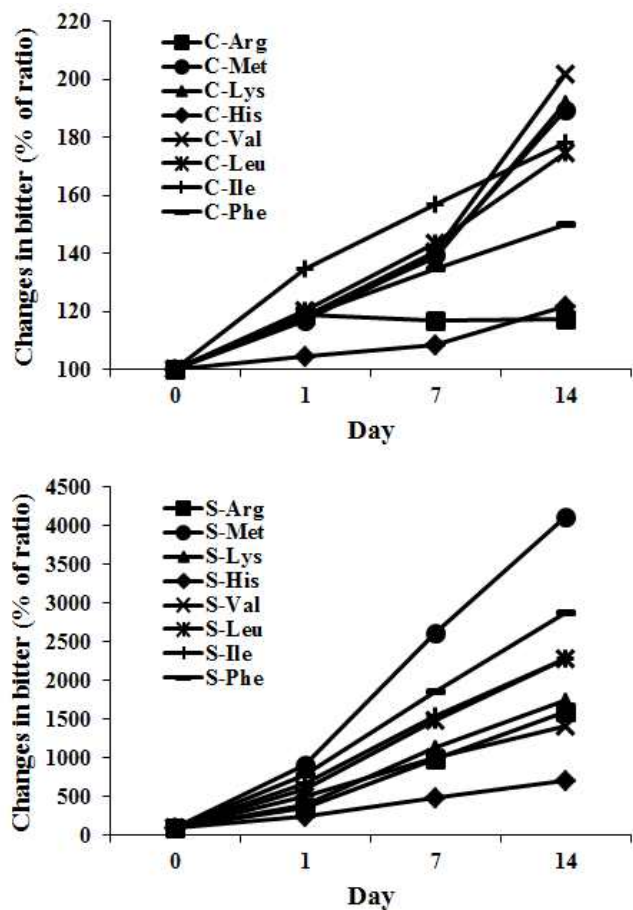 Changes in bitter (% of ratio)
220
200
180
160
140
120
100
C-Arg
C-Met
C-Lys
C-His
C-Val
C-Leu
C-Ile
C-Phe
0 1 7 14
Day
Changes in bitter (% of ratio)
4500
4000
3500
3000
2500
2000
1500
1000
500
0
S-Arg
S-Met
S-Lys
S-His
S-Val
S-Leu
S-Ile
S-Phe
0 1 7 14
Day